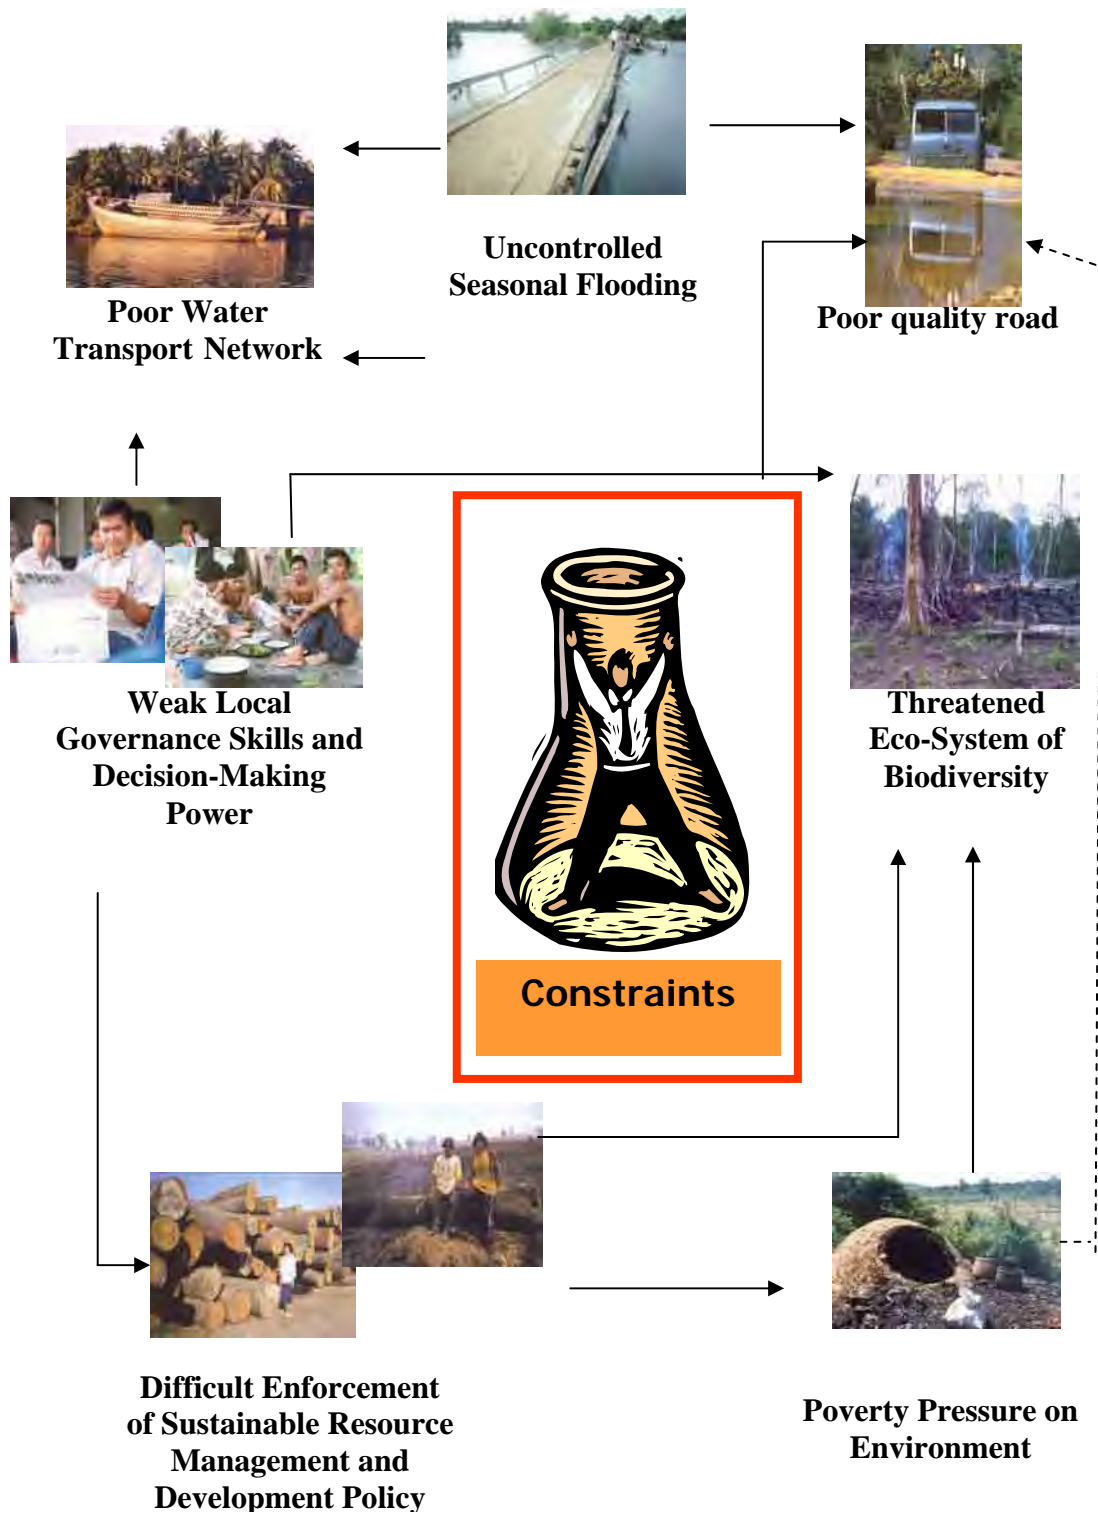 Uncontrolled
Seasonal Flooding
Poor Water
Transport Network
Poor quality road
Weak Local
Governance Skills and
Decision-Making
Power
Threatened
Eco-System of
Biodiversity
Constraints
Difficult Enforcement
of Sustainable Resource
Management and
Development Policy
Poverty Pressure on
Environment